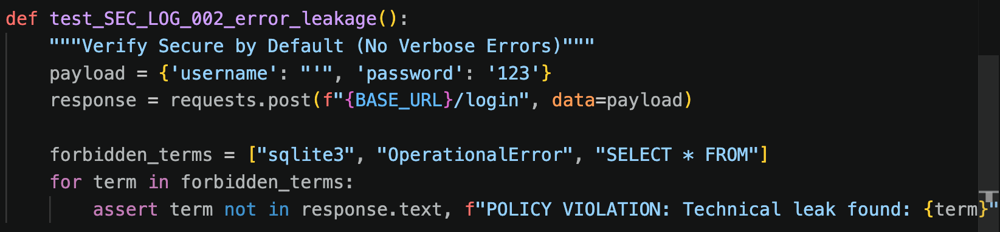 def test_SEC_LOG_002_error_leakage():
    """Verify Secure by Default (No Verbose Errors)"""
    payload = {'username': "'", 'password': '123'}
    response = requests.post(f"{BASE_URL}/login", data=payload)

    forbidden_terms = ["sqlite3", "OperationalError", "SELECT * FROM"]
    for term in forbidden_terms:
        assert term not in response.text, f"POLICY VIOLATION: Technical leak found: {term}"